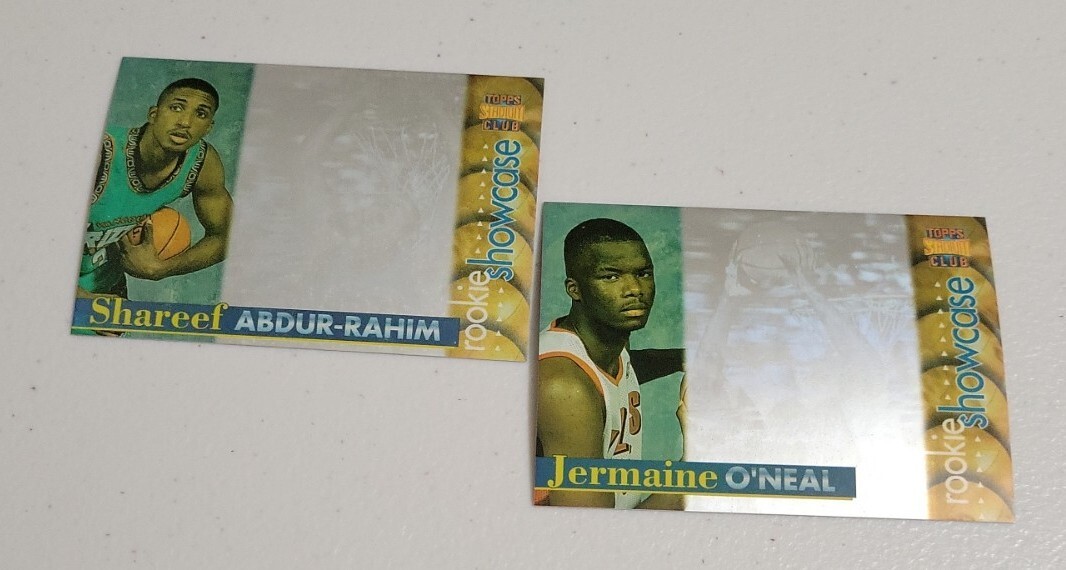 TOPPS
STADIUM
CLUB
rookie
showcase
Shareef ABDUR-RAHIM
TOPPS
STADIUM
CLUB
rookie
showcase
Jermaine O'NEAL